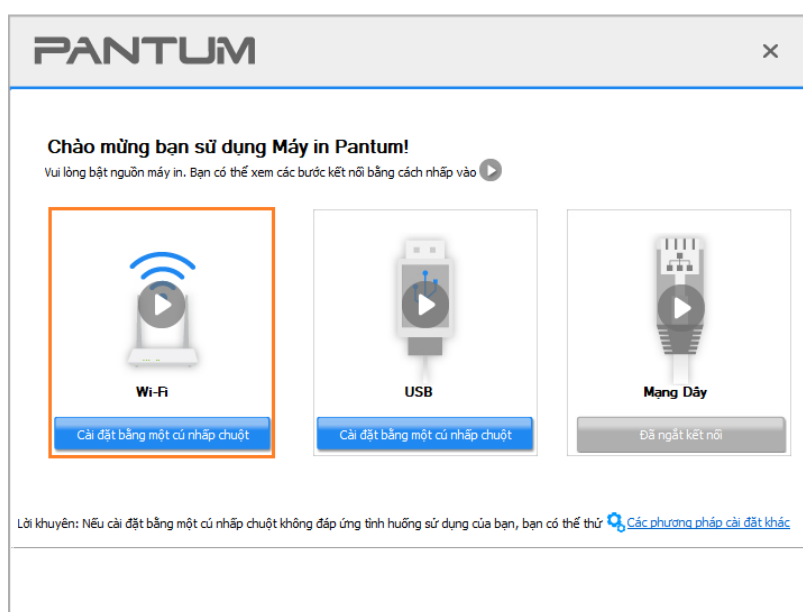 PANTUM
Chào mừng bạn sử dụng Máy in Pantum!
Vui lòng bật nguồn máy in. Bạn có thể xem các bước kết nối bằng cách nhấp vào
Wi-Fi
USB
Mạng Dây
Cài đặt bằng một cú nhấp chuột
Cài đặt bằng một cú nhấp chuột
Đã ngắt kết nối
Lời khuyên: Nếu cài đặt bằng một cú nhấp chuột không đáp ứng tình huống sử dụng của bạn, bạn có thể thử Các phương pháp cài đặt khác